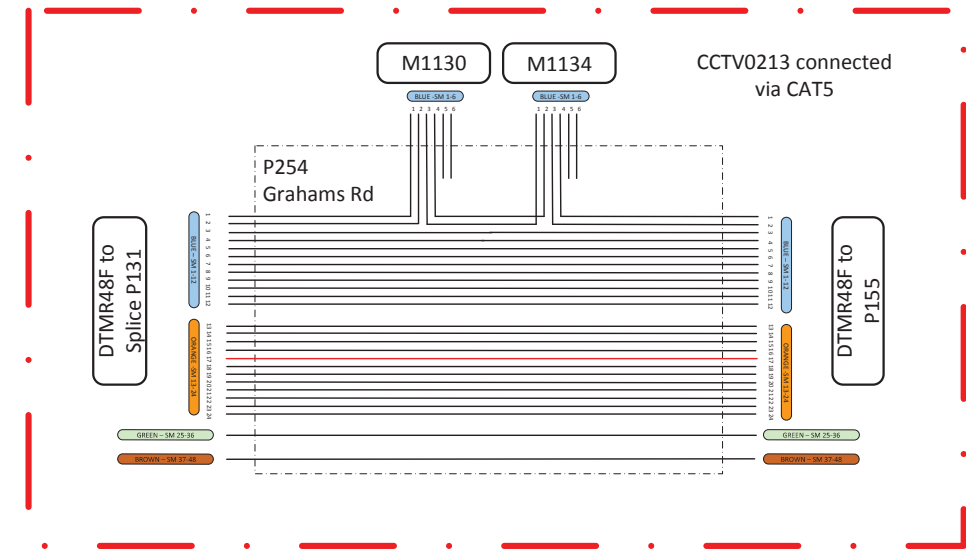 M1130
M1134
CCTV0213 connected
via CAT5
BLUE -SM 1-6
BLUE -SM 1-6
1 2 3 4 5 6
1 2 3 4 5 6
P254
Grahams Rd
DTMR48F to
Splice P131
BLUE – SM 1-12
1 2 3 4 5 6 7 8 9 10 11 12
ORANGE -SM 13-24
13 14 15 16 17 18 19 20 21 22 23 24
GREEN – SM 25-36
BROWN – SM 37-48
1 2 3 4 5 6 7 8 9 10 11 12
BLUE – SM 1-12
13 14 15 16 17 18 19 20 21 22 23 24
ORANGE -SM 13-24
DTMR48F to
P155
GREEN – SM 25-36
BROWN – SM 37-48